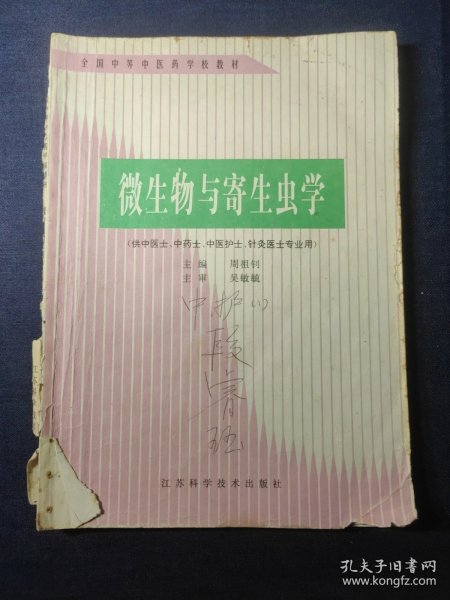 全国中等中医药学校教材
微生物与寄生虫学
(供中医士、中药士、中医护士、针灸医士专业用)
主编 周祖钊
主审 吴敏毓
中护(1)
段
睿
江苏科学技术出版社
孔夫子旧书网
www.kongfz.com